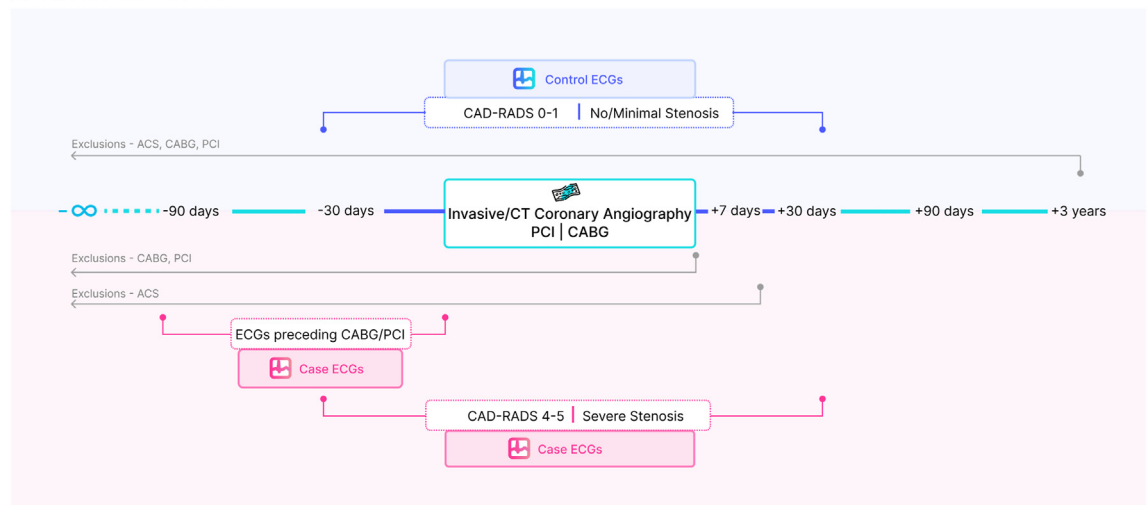 Control ECGs
CAD-RADS 0-1 | No/Minimal Stenosis
Exclusions - ACS, CABG, PCI
∞ -90 days -30 days Invasive/CT Coronary Angiography +7 days +30 days +90 days +3 years
PCI | CABG
Exclusions - CABG, PCI
Exclusions - ACS
ECGs preceding CABG/PCI
Case ECGs
CAD-RADS 4-5 | Severe Stenosis
Case ECGs